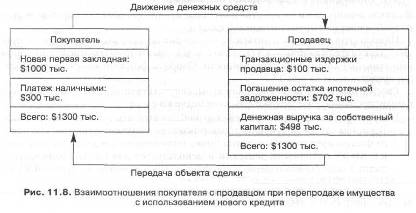 Движение денежных средств
Покупатель
Новая первая закладная:
$1000 тыс.
Платеж наличными:
$300 тыс.
Всего: $1300 тыс.
Продавец
Транзакционные издержки
продавца: $100 тыс.
Погашение остатка ипотечной
задолженности: $702 тыс.
Денежная выручка за собственный
капитал: $498 тыс.
Всего: $1300 тыс.
Передача объекта сделки
Рис. 11.8. Взаимоотношения покупателя с продавцом при перепродаже имущества
с использованием нового кредита